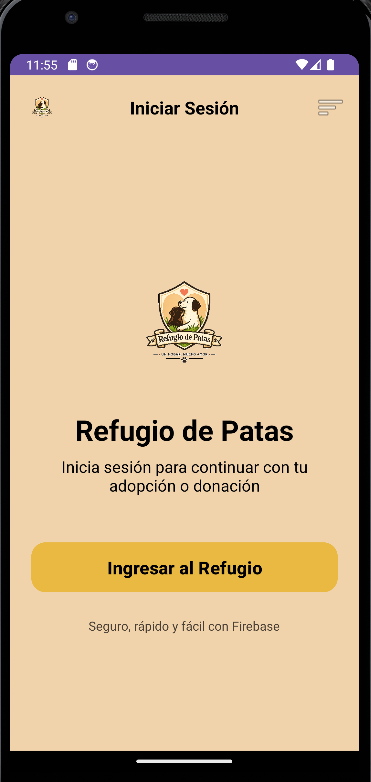 11:55
Iniciar Sesión
Refugio de Patas
Refugio de Patas
Inicia sesión para continuar con tu
adopción o donación
Ingresar al Refugio
Seguro, rápido y fácil con Firebase